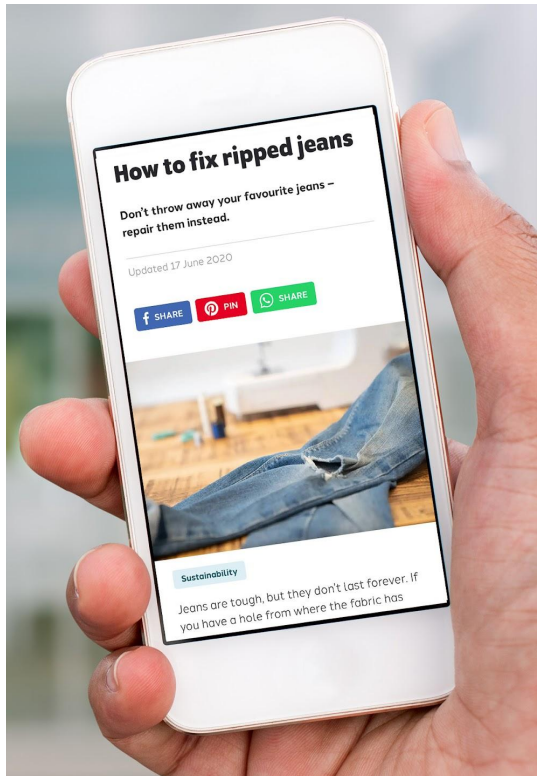 How to fix ripped jeans
Don't throw away your favourite jeans –
repair them instead.
Updated 17 June 2020
f SHARE
PIN
SHARE
Sustainability
Jeans are tough, but they don't last forever. If
you have a hole from where the fabric has